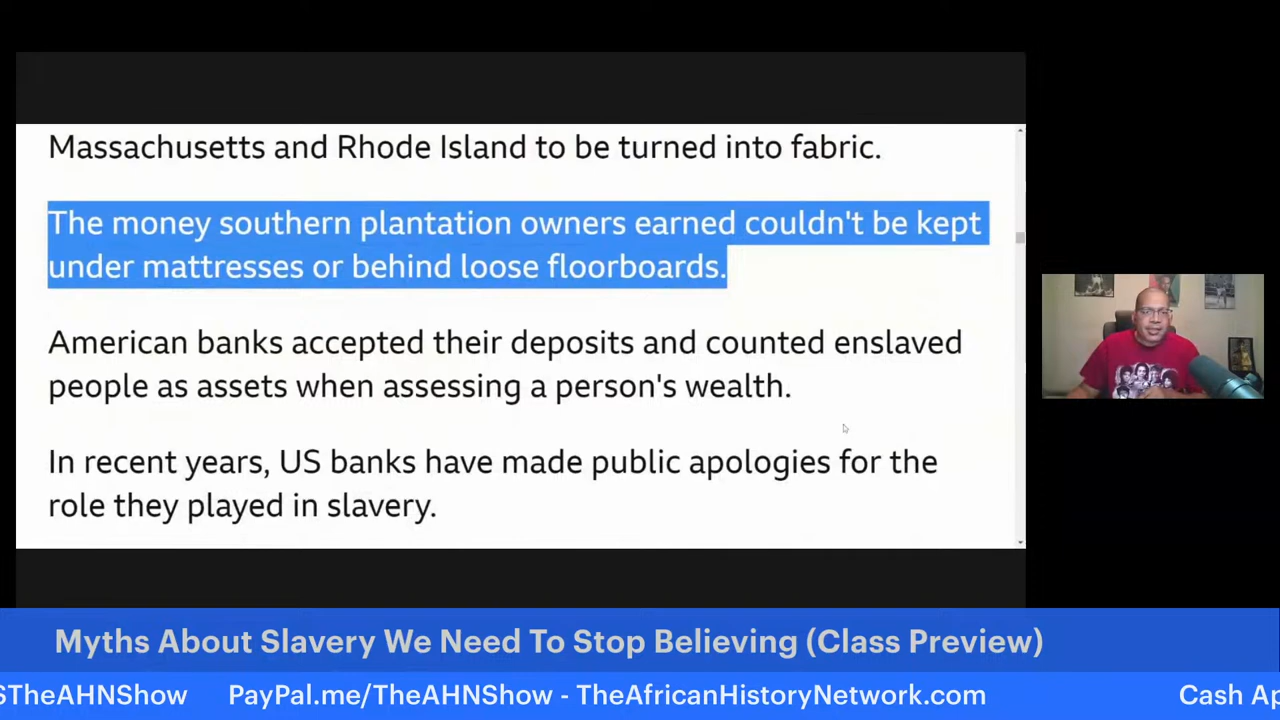 Massachusetts and Rhode Island to be turned into fabric.
The money southern plantation owners earned couldn't be kept
under mattresses or behind loose floorboards.
American banks accepted their deposits and counted enslaved
people as assets when assessing a person's wealth.
In recent years, US banks have made public apologies for the
role they played in slavery.
Myths About Slavery We Need To Stop Believing (Class Preview)
$TheAHNShow PayPal.me/TheAHNShow - TheAfricanHistoryNetwork.com Cash Ap